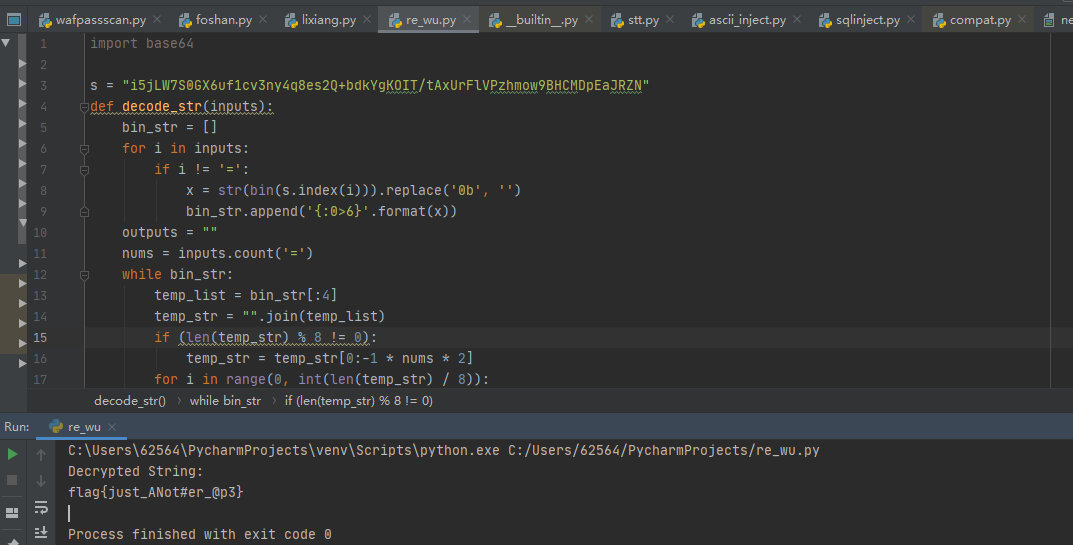 wafpassscan.py foshan.py lixiang.py re_wu.py __builtin__.py stt.py ascii_inject.py sqlinject.py compat.py ne
1 import base64
2
3 s = "i5jLW7S0GX6uf1cv3ny4q8es2Q+bdkYgKOIT/tAxUrFlVPzhmow9BHCMDpEaJRZN"
4 def decode_str(inputs):
5 bin_str = []
6 for i in inputs:
7 if i != '=':
8 x = str(bin(s.index(i))).replace('0b', '')
9 bin_str.append('{:0>6}'.format(x))
10 outputs = ""
11 nums = inputs.count('=')
12 while bin_str:
13 temp_list = bin_str[:4]
14 temp_str = "".join(temp_list)
15 if (len(temp_str) % 8 != 0):
16 temp_str = temp_str[0:-1 * nums * 2]
17 for i in range(0, int(len(temp_str) / 8)):
decode_str() › while bin_str › if (len(temp_str) % 8 != 0)
Run: re_wu
C:\Users\62564\PycharmProjects\venv\Scripts\python.exe C:/Users/62564/PycharmProjects/re_wu.py
Decrypted String:
flag{just_ANot#er_@p3}
Process finished with exit code 0